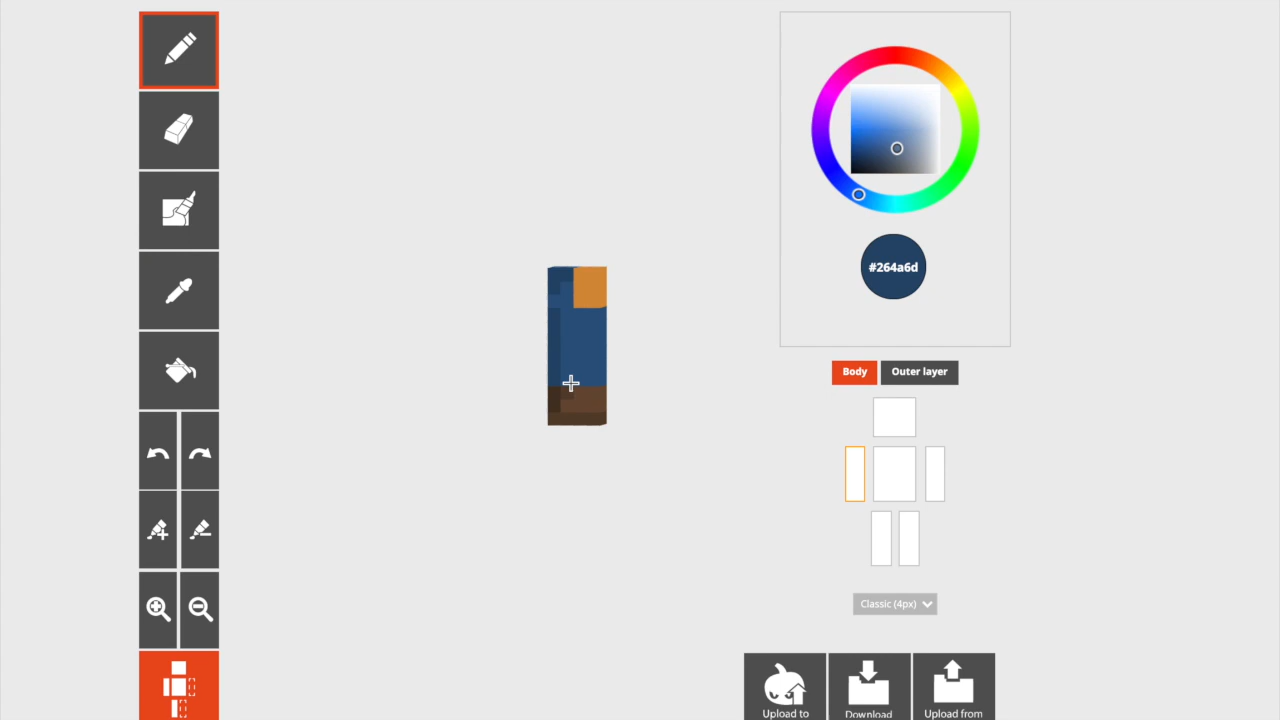 #264a6d
Body
Outer layer
Classic (4px)
Upload to
Download
Upload from